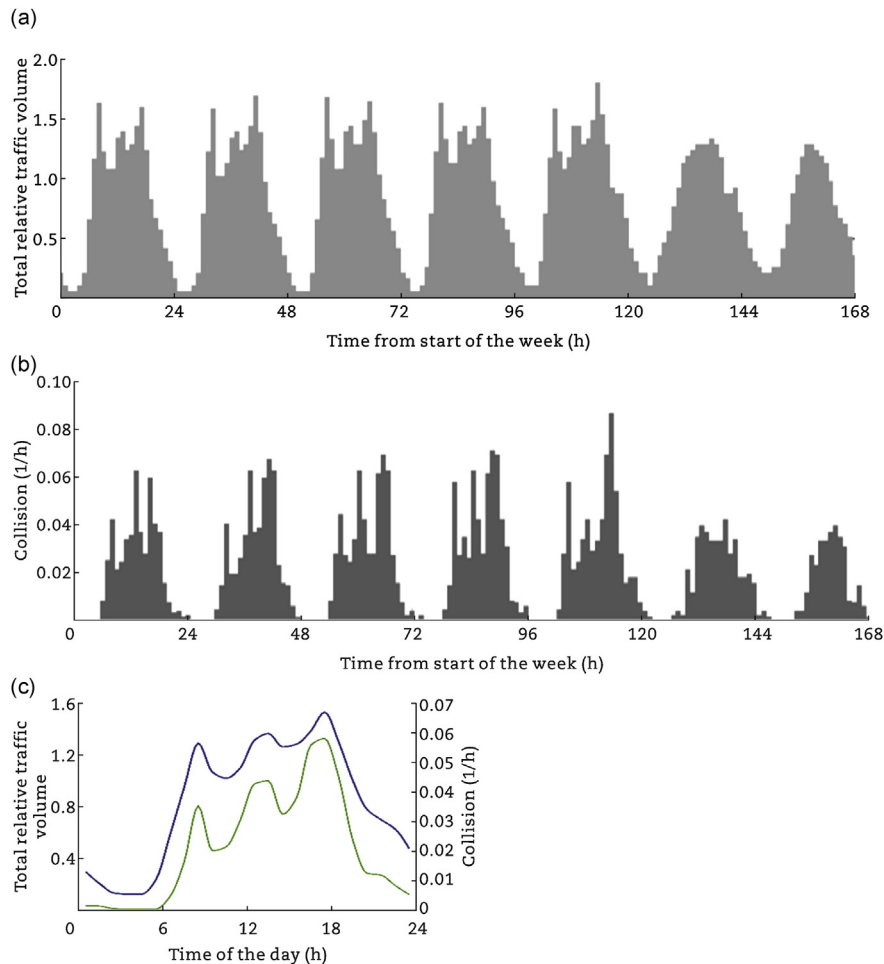 (a)
Total relative traffic volume
2.0
1.5
1.0
0.5
0 24 48 72 96 120 144 168
Time from start of the week (h)
(b)
Collision (1/h)
0.10
0.08
0.06
0.04
0.02
0 24 48 72 96 120 144 168
Time from start of the week (h)
(c)
Total relative traffic
volume
1.6
1.2
0.8
0.4
0.07
0.06
0.05
0.04
0.03
0.02
0.01
0
Collision (1/h)
0 6 12 18 24
Time of the day (h)